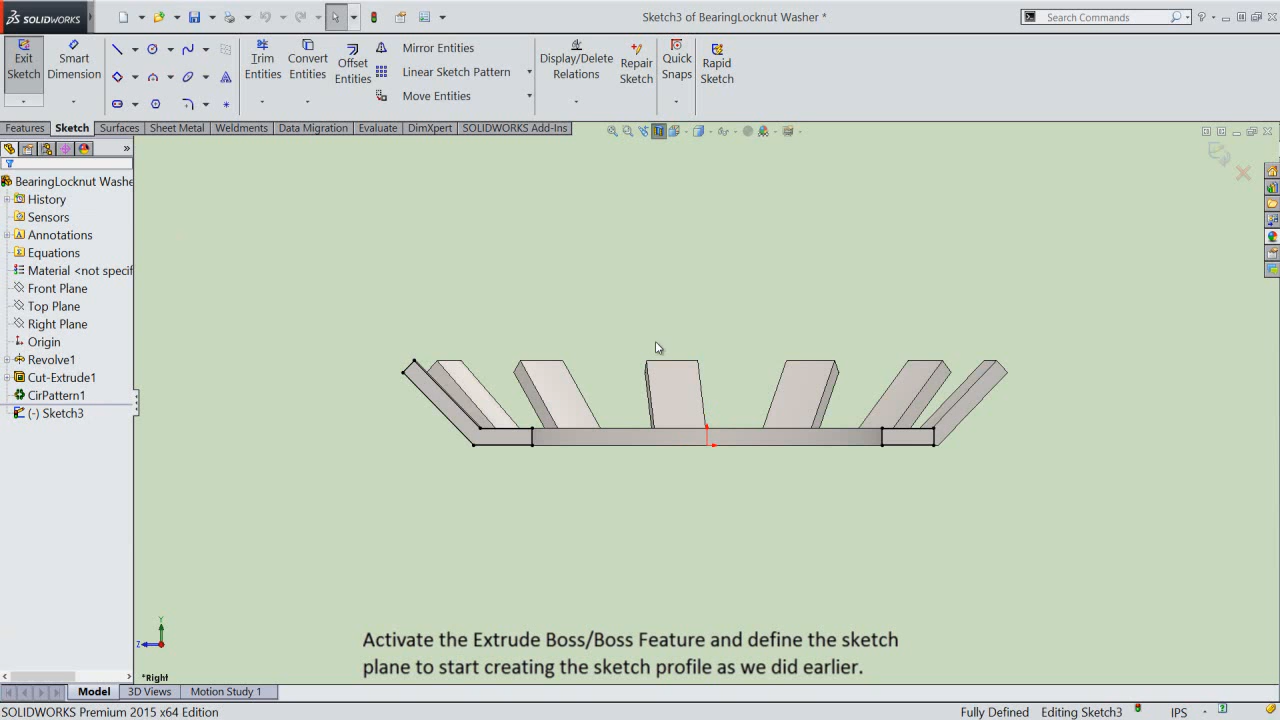 SOLIDWORKS
Sketch3 of BearingLocknut Washer *
Search Commands
Exit Sketch
Smart Dimension
Trim Entities
Convert Entities
Offset Entities
Mirror Entities
Linear Sketch Pattern
Move Entities
Display/Delete Relations
Repair Sketch
Quick Snaps
Rapid Sketch
Features
Sketch
Surfaces
Sheet Metal
Weldments
Data Migration
Evaluate
DimXpert
SOLIDWORKS Add-Ins
BearingLocknut Washe
History
Sensors
Annotations
Equations
Material <not specif
Front Plane
Top Plane
Right Plane
Origin
Revolve1
Cut-Extrude1
CirPattern1
(-) Sketch3
Y
Z
*Right
Activate the Extrude Boss/Boss Feature and define the sketch
plane to start creating the sketch profile as we did earlier.
Model
3D Views
Motion Study 1
SOLIDWORKS Premium 2015 x64 Edition
Fully Defined
Editing Sketch3
IPS